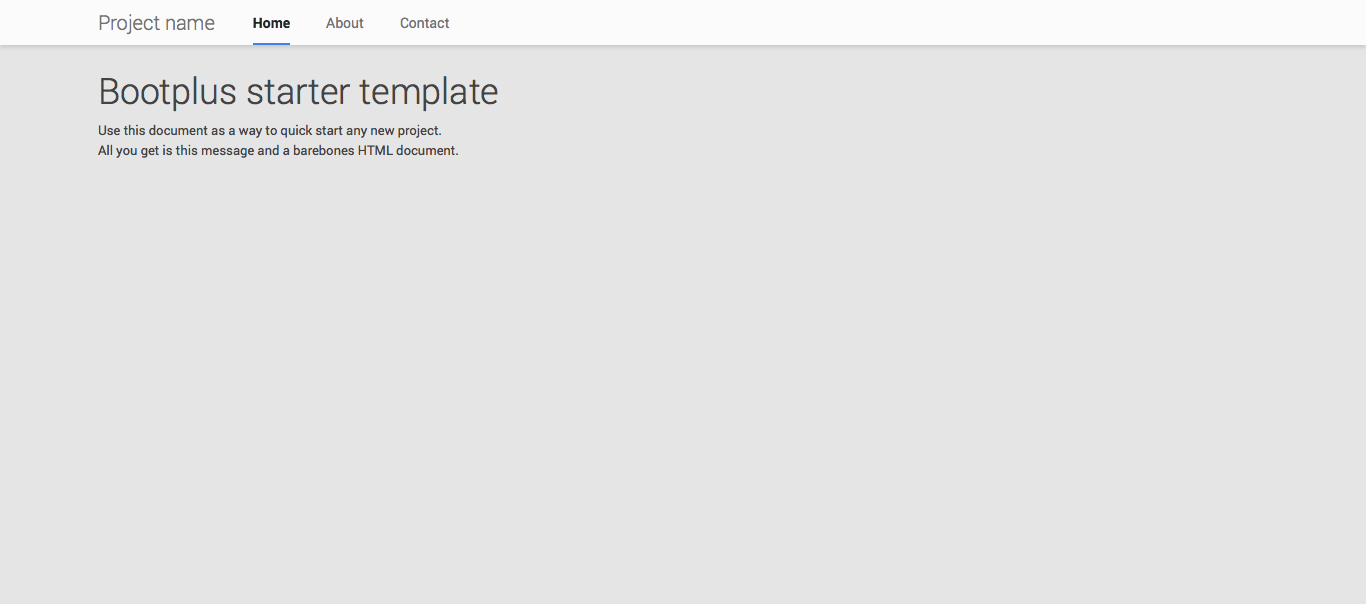 Project name Home About Contact
Bootplus starter template
Use this document as a way to quick start any new project.
All you get is this message and a barebones HTML document.